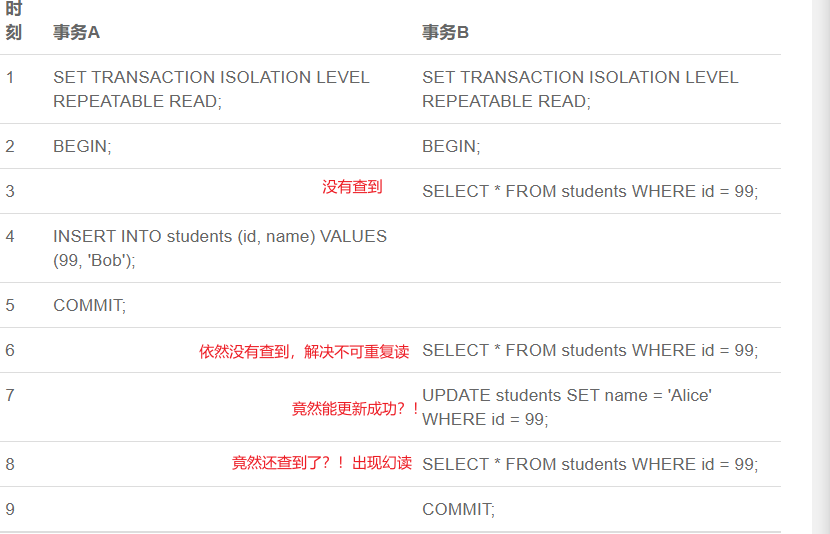 时
刻 事务A 事务B
1 SET TRANSACTION ISOLATION LEVEL SET TRANSACTION ISOLATION LEVEL
REPEATABLE READ; REPEATABLE READ;
2 BEGIN; BEGIN;
3 没有查到 SELECT * FROM students WHERE id = 99;
4 INSERT INTO students (id, name) VALUES
(99, 'Bob');
5 COMMIT;
6 依然没有查到，解决不可重复读 SELECT * FROM students WHERE id = 99;
7 UPDATE students SET name = 'Alice'
竟然能更新成功？！ WHERE id = 99;
8 竟然还查到了？！出现幻读 SELECT * FROM students WHERE id = 99;
9 COMMIT;